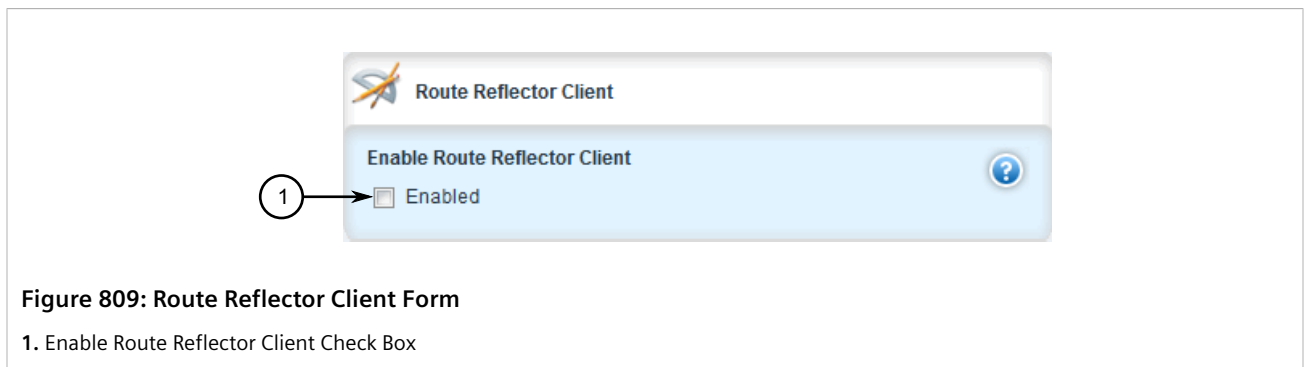 Route Reflector Client
Enable Route Reflector Client
?
1
Enabled
Figure 809: Route Reflector Client Form
1. Enable Route Reflector Client Check Box